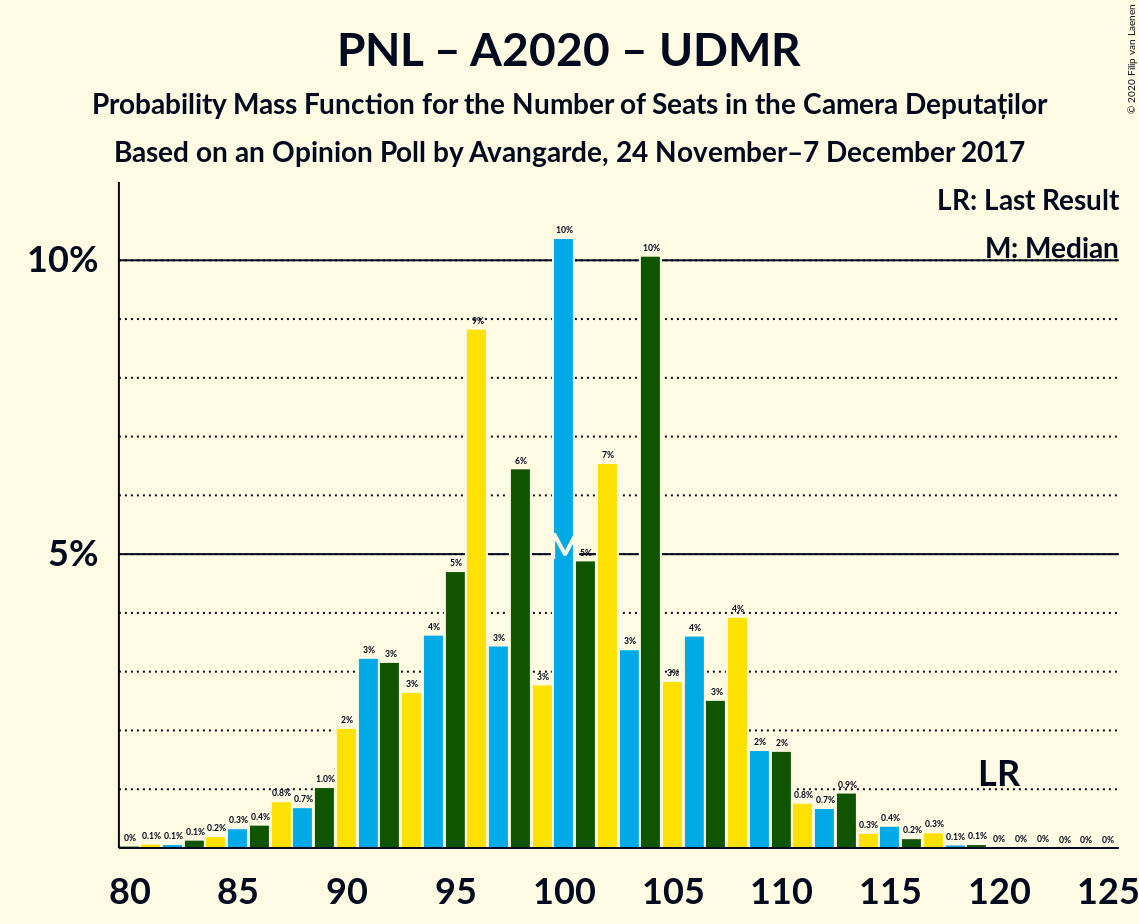 PNL – A2020 – UDMR
Probability Mass Function for the Number of Seats in the Camera Deputaților
Based on an Opinion Poll by Avangarde, 24 November–7 December 2017
© 2020 Filip van Laenen
LR: Last Result
M: Median
10%
5%
0% 0.1% 0.1% 0.1% 0.2% 0.3% 0.4% 0.8% 0.7% 1.0% 2% 3% 3% 3% 4% 5% 9% 3% 6% 3% 10% 5% 7% 3% 10% 3% 4% 3% 4% 2% 2% 0.8% 0.7% 0.9% 0.3% 0.4% 0.2% 0.3% 0.1% 0.1% 0% 0% 0% 0% 0% 0%
M
LR
80 85 90 95 100 105 110 115 120 125